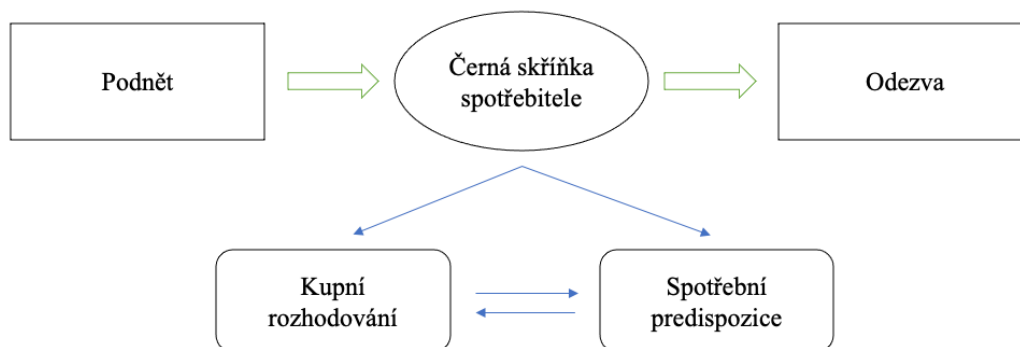 Podnět
Černá skříňka
spotřebitele
Odezva
Kupní
rozhodování
Spotřební
predispozice